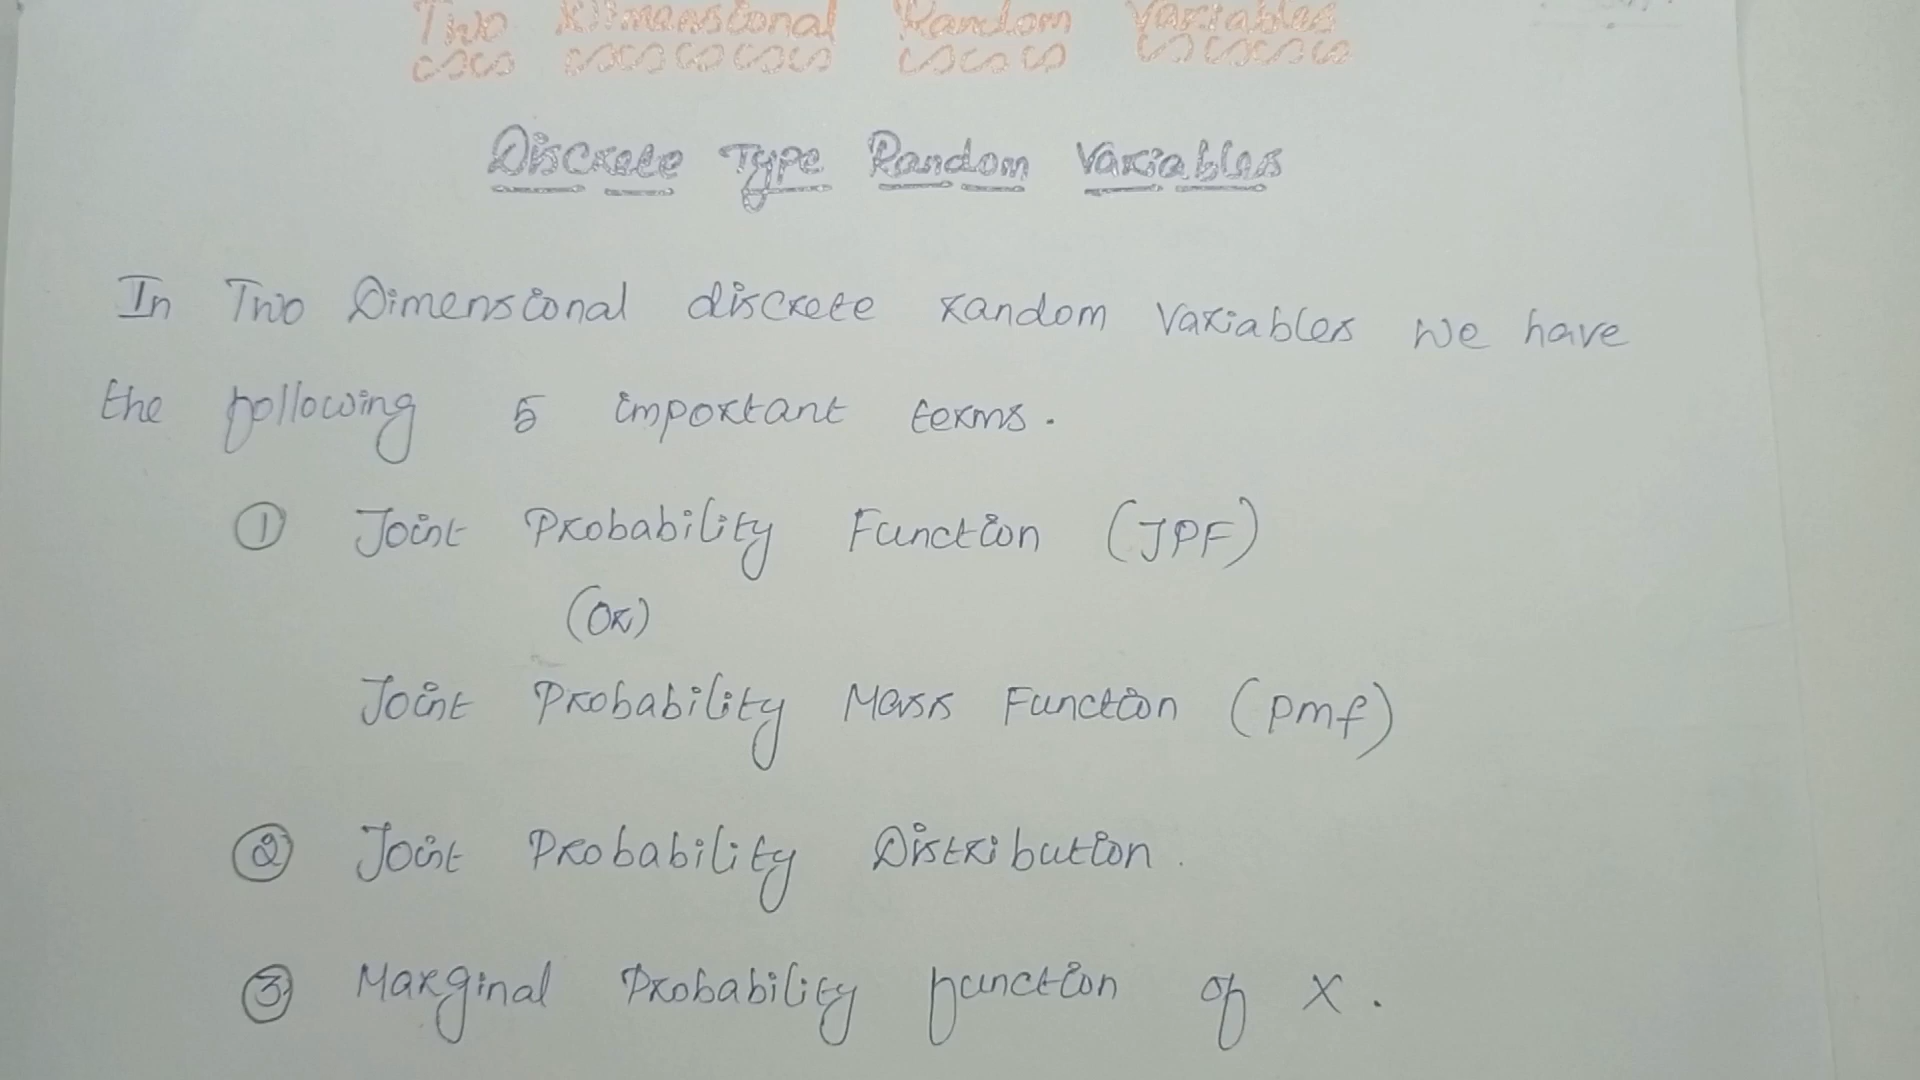 Two Dimensional Random Variables
Discrete Type Random Variables
In Two Dimensional discrete random variables we have
the following 5 important terms.
① Joint Probability Function (JPF)
(Or)
Joint Probability Mass Function (pmf)
② Joint Probability Distribution.
③ Marginal Probability function of X.